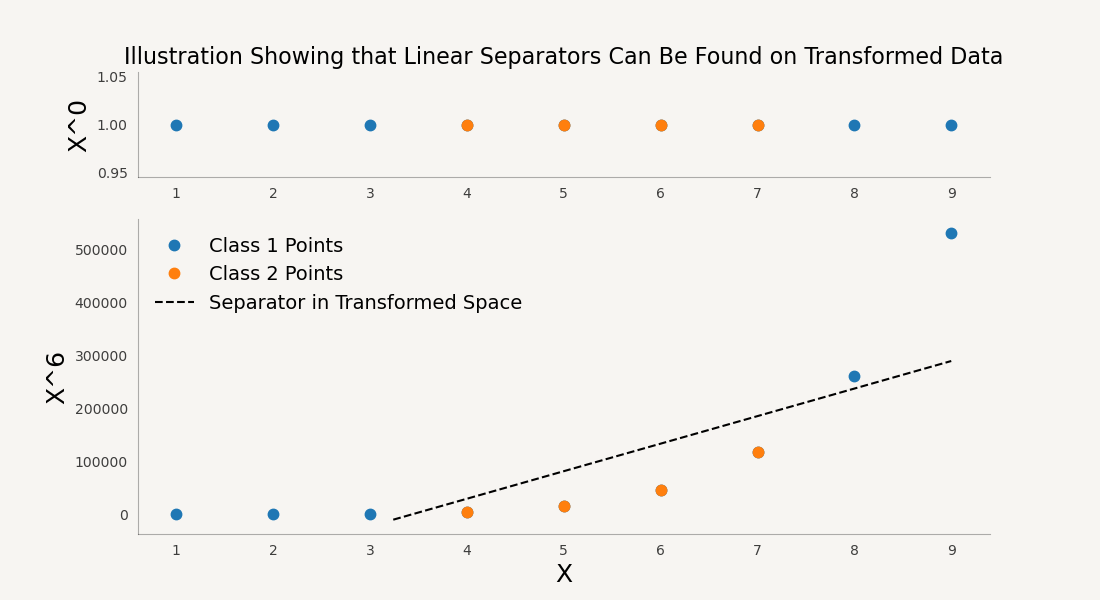 Illustration Showing that Linear Separators Can Be Found on Transformed Data
1.05
1.00
0.95
X^0
1 2 3 4 5 6 7 8 9
Class 1 Points
Class 2 Points
Separator in Transformed Space
500000
400000
300000
200000
100000
0
X^6
1 2 3 4 5 6 7 8 9
X